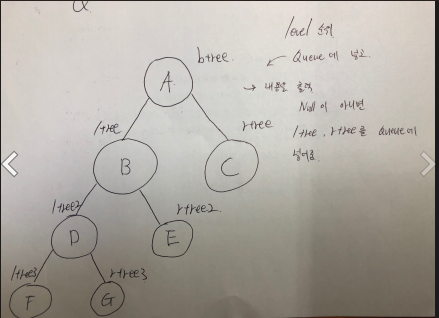 Q
level 순위
btree.
← Queue에 넣고.
A
→ 내용을 출력
Null이 아니면
ltree
rtree
ltree, rtree를 Queue에
넣어줌
B
C
ltree2
rtree2.
D
E
ltree3
rtree3
F
G